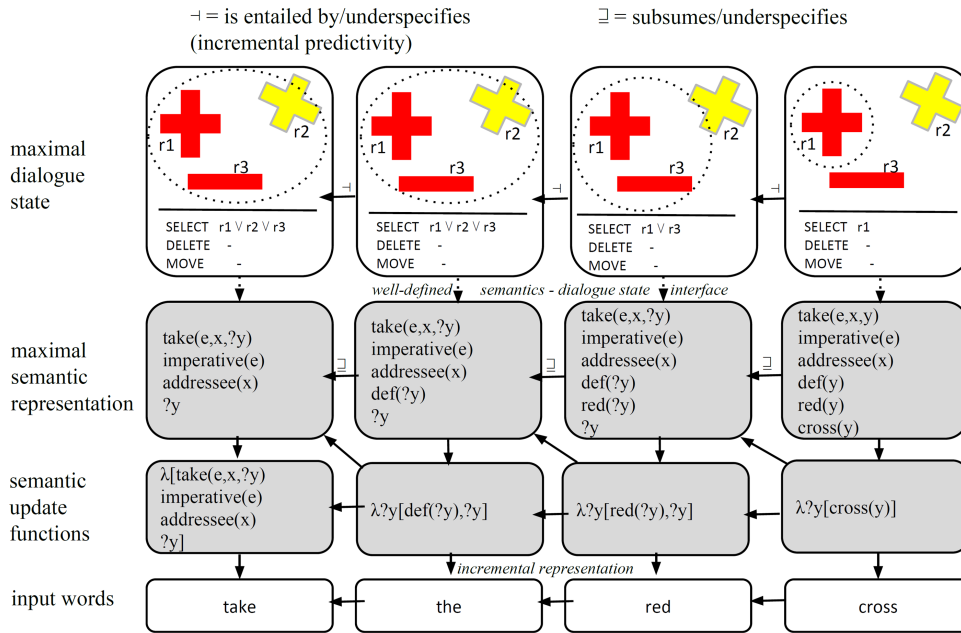 ⊣ = is entailed by/underspecifies
(incremental predictivity)
⊒ = subsumes/underspecifies
maximal
dialogue
state
r1
r2
r3
SELECT r1 ∨ r2 ∨ r3
DELETE -
MOVE -
⊣
r1
r2
r3
SELECT r1 ∨ r2 ∨ r3
DELETE -
MOVE -
⊣
r1
r2
r3
SELECT r1 ∨ r3
DELETE -
MOVE -
⊣
r1
r2
r3
SELECT r1
DELETE -
MOVE -
well-defined semantics - dialogue state interface
maximal
semantic
representation
take(e,x,?y)
imperative(e)
addressee(x)
?y
⊒
take(e,x,?y)
imperative(e)
addressee(x)
def(?y)
?y
⊒
take(e,x,?y)
imperative(e)
addressee(x)
def(?y)
red(?y)
?y
⊒
take(e,x,y)
imperative(e)
addressee(x)
def(y)
red(y)
cross(y)
semantic
update
functions
λ[take(e,x,?y)
imperative(e)
addressee(x)
?y]
λ?y[def(?y),?y]
λ?y[red(?y),?y]
λ?y[cross(y)]
incremental representation
input words
take
the
red
cross